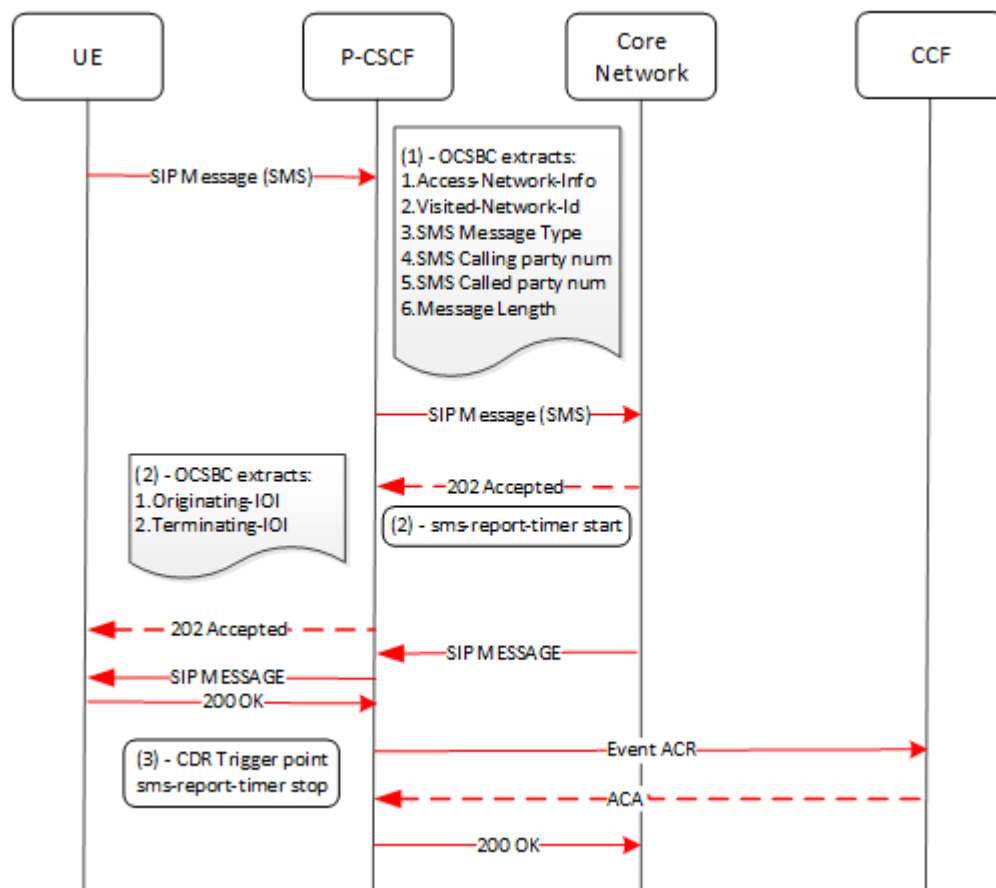 UE
P-CSCF
Core
Network
CCF
SIP Message (SMS)
(1) - OCSBC extracts:
1.Access-Network-Info
2.Visited-Network-Id
3.SMS Message Type
4.SMS Calling party num
5.SMS Called party num
6.Message Length
SIP Message (SMS)
(2) - OCSBC extracts:
1.Originating-IOI
2.Terminating-IOI
202 Accepted
(2) - sms-report-timer start
202 Accepted
SIP MESSAGE
SIP MESSAGE
200 OK
(3) - CDR Trigger point
sms-report-timer stop
Event ACR
ACA
200 OK